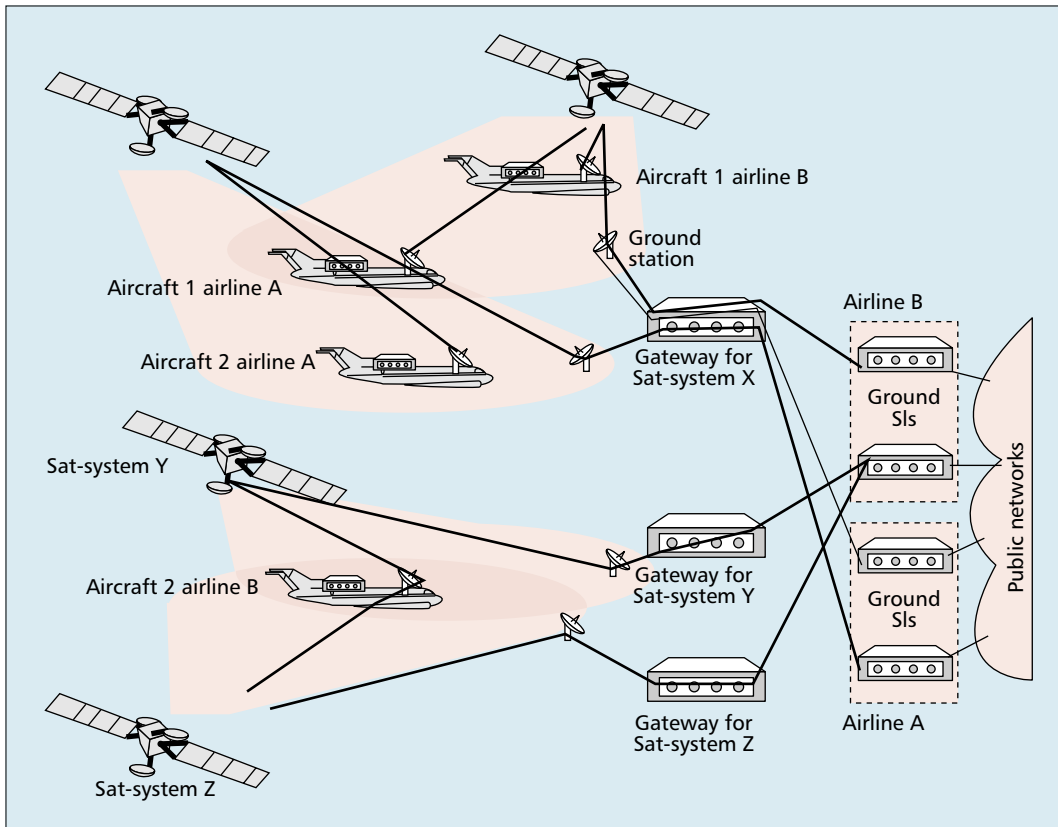 Aircraft 1 airline B
Ground
station
Aircraft 1 airline A
Airline B
Aircraft 2 airline A
Gateway for
Sat-system X
Ground
SIs
Sat-system Y
Public networks
Aircraft 2 airline B
Gateway for
Sat-system Y
Ground
SIs
Gateway for
Sat-system Z
Airline A
Sat-system Z